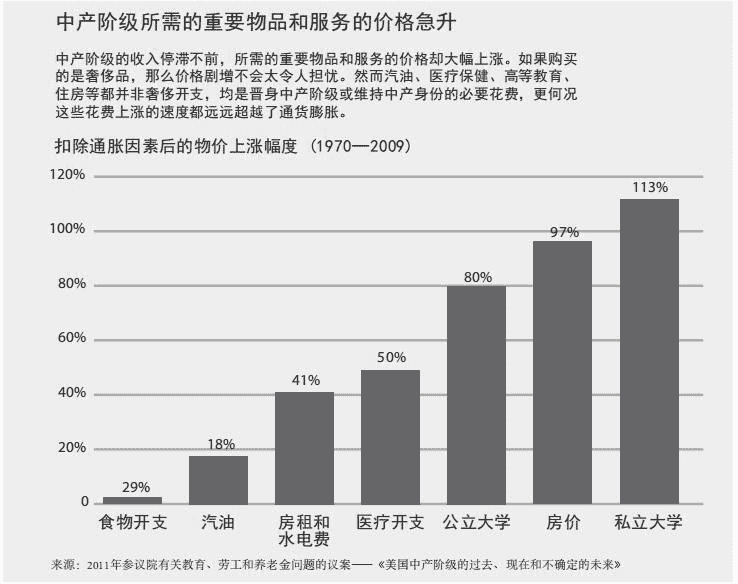 中产阶级所需的重要物品和服务的价格急升
中产阶级的收入停滞不前，所需的重要物品和服务的价格却大幅上涨。如果购买
的是奢侈品，那么价格剧增不会太令人担忧。然而汽油、医疗保健、高等教育、
住房等都并非奢侈开支，均是晋身中产阶级或维持中产身份的必要花费，更何况
这些花费上涨的速度都远远超越了通货膨胀。
扣除通胀因素后的物价上涨幅度（1970—2009）
120%
100%
80%
60%
40%
20%
0
29%
18%
41%
50%
80%
97%
113%
食物开支
汽油
房租和
水电费
医疗开支
公立大学
房价
私立大学
来源：2011年参议院有关教育、劳工和养老金问题的议案——《美国中产阶级的过去、现在和不确定的未来》